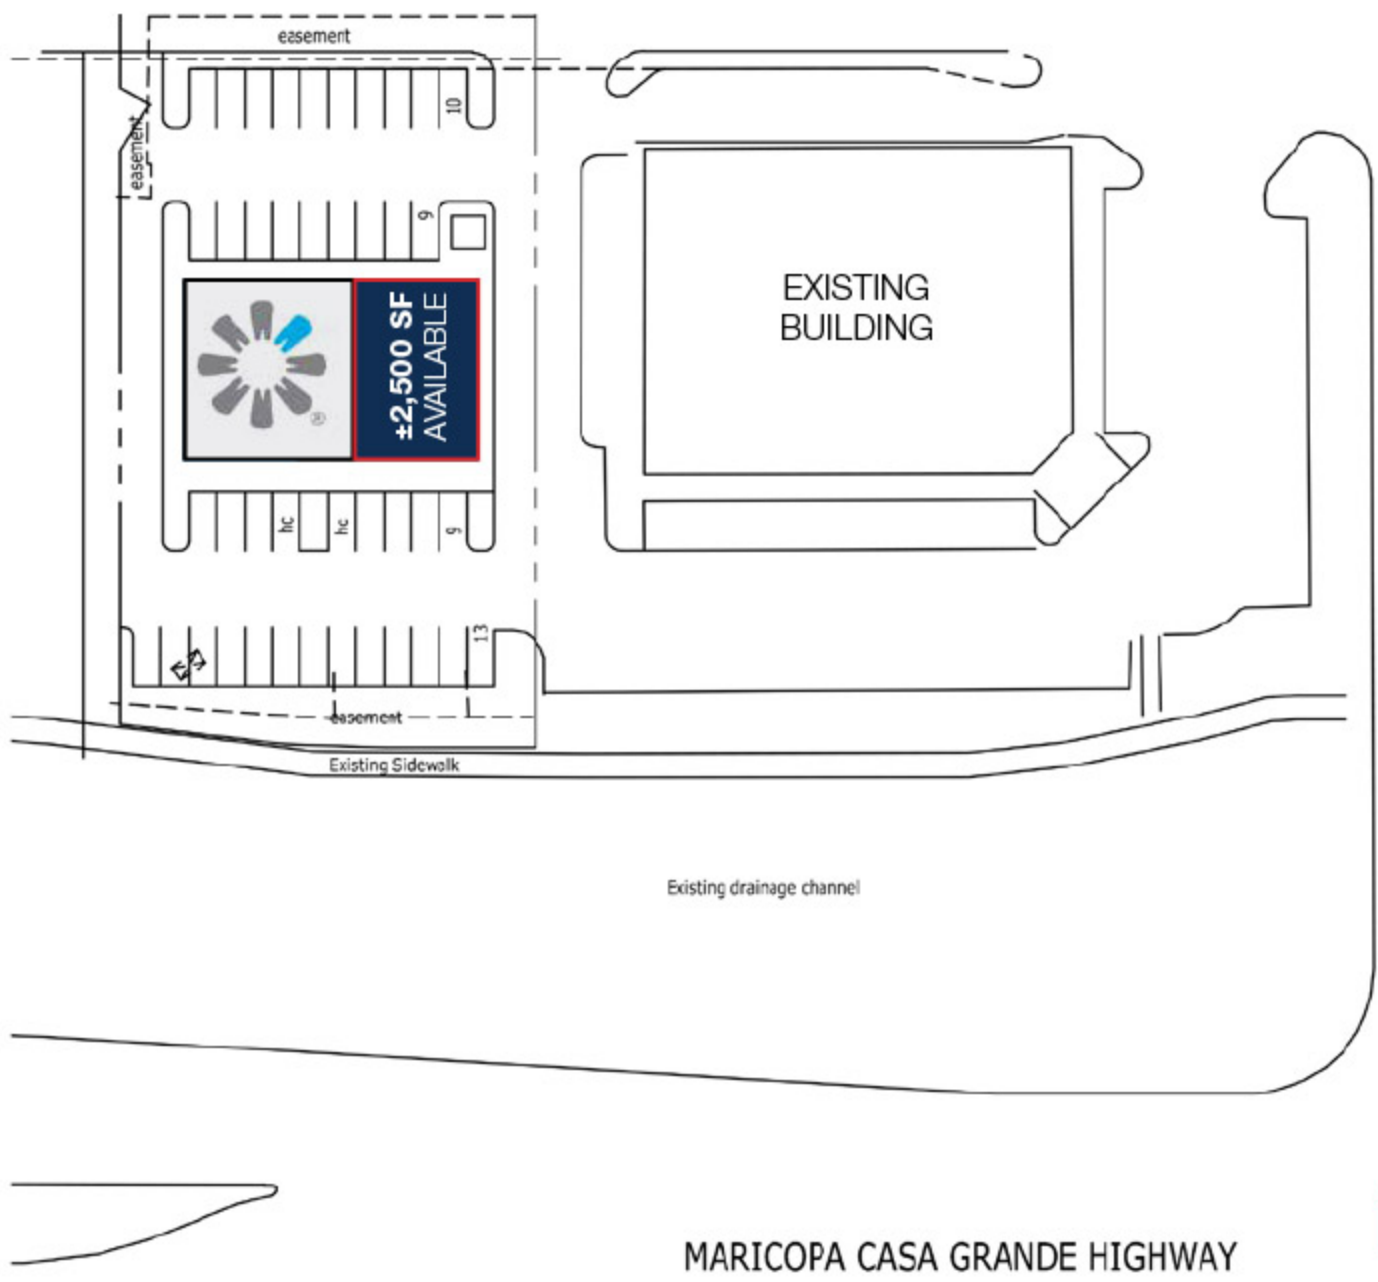 easement
10
easement
9
EXISTING
BUILDING
±2,500 SF
AVAILABLE
®
hc
hc
9
13
easement
Existing Sidewalk
Existing drainage channel
MARICOPA CASA GRANDE HIGHWAY